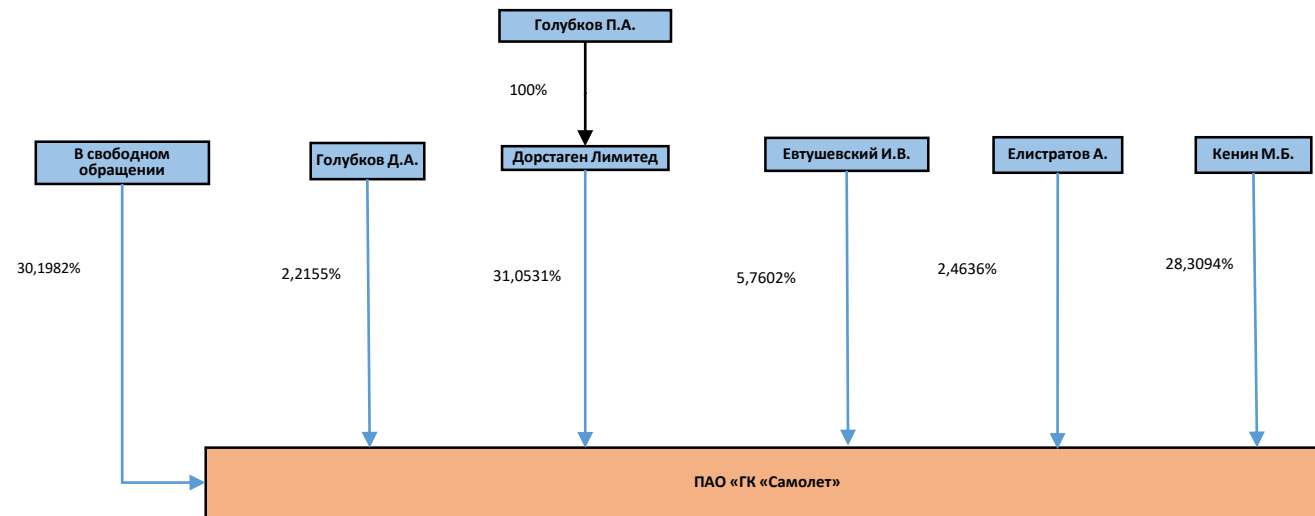 Голубков П.А.
100%
В свободном
обращении
Голубков Д.А.
Дорстаген Лимитед
Евтушевский И.В.
Елистратов А.
Кенин М.Б.
30,1982%
2,2155%
31,0531%
5,7602%
2,4636%
28,3094%
ПАО «ГК «Самолет»